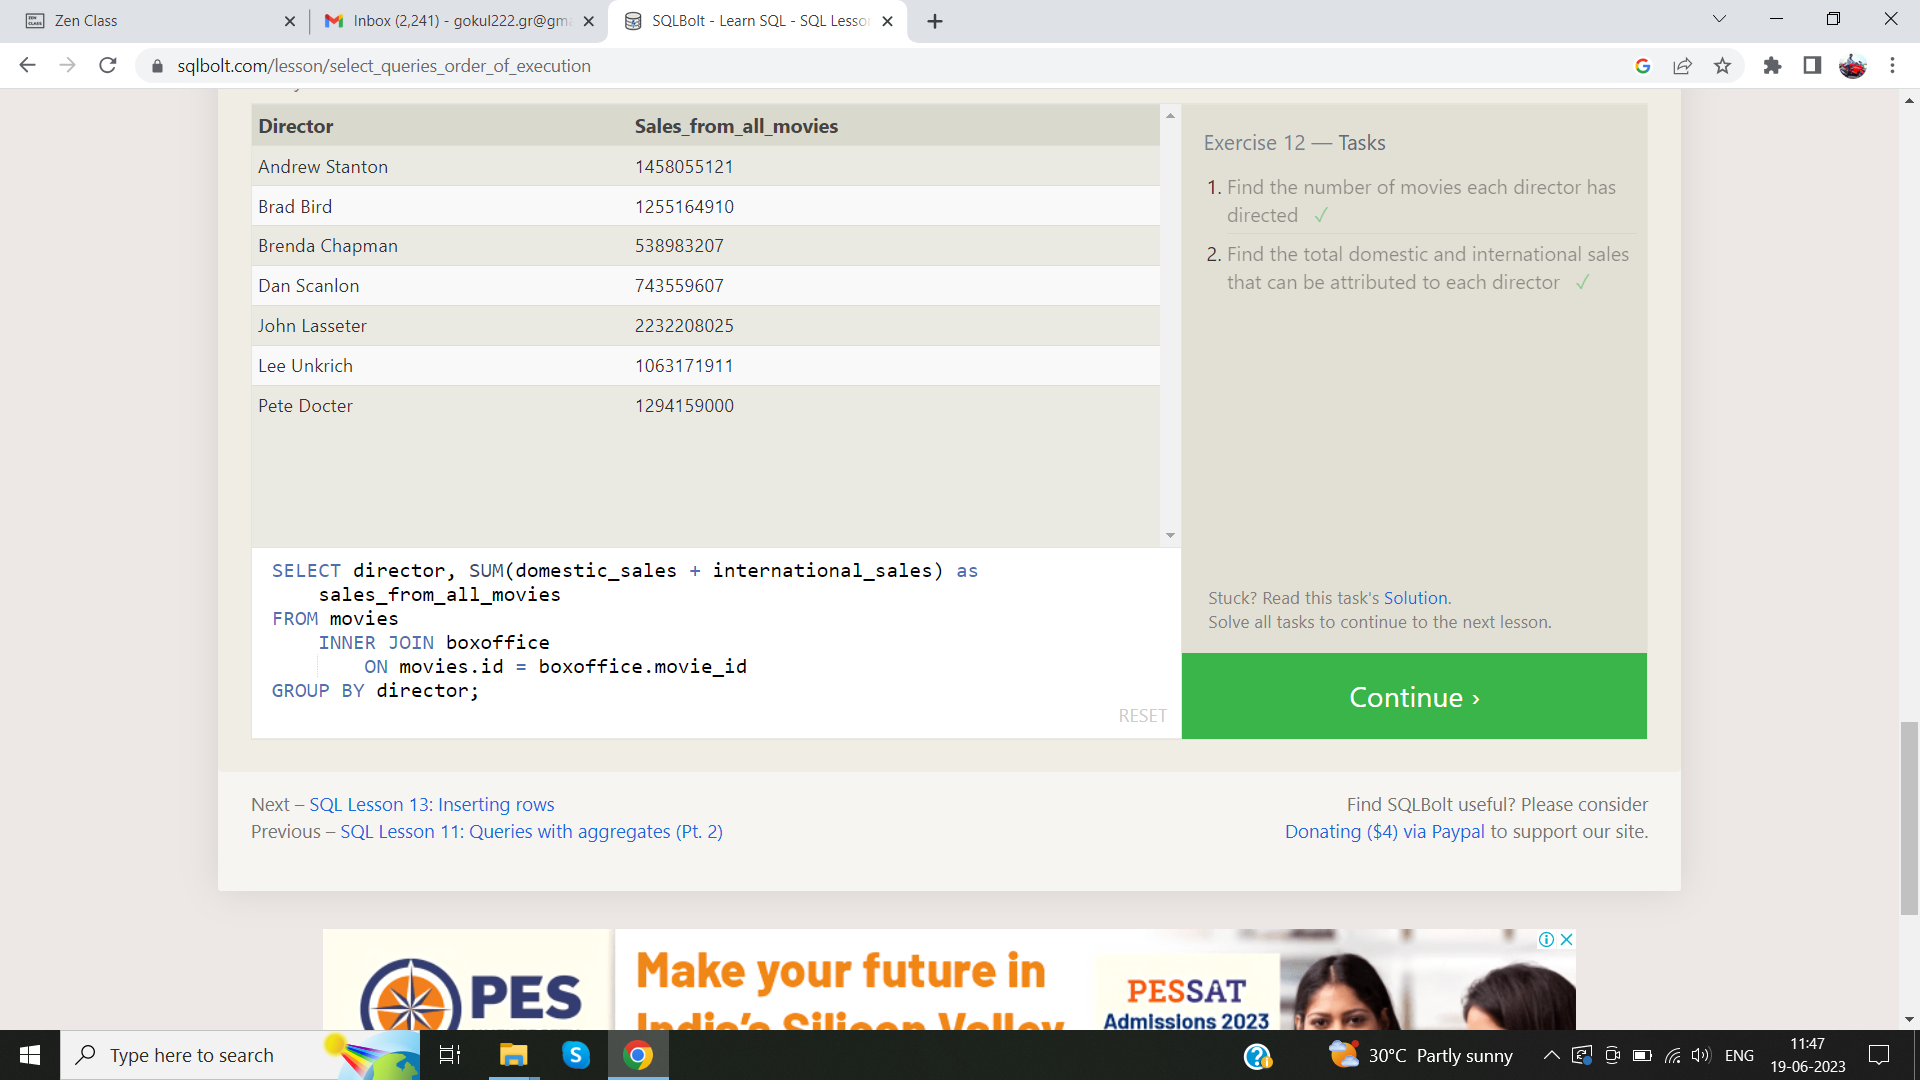 Zen Class
Inbox (2,241) - gokul222.gr@gm
SQLBolt - Learn SQL - SQL Lesson
sqlbolt.com/lesson/select_queries_order_of_execution
Director Sales_from_all_movies
Andrew Stanton 1458055121
Brad Bird 1255164910
Brenda Chapman 538983207
Dan Scanlon 743559607
John Lasseter 2232208025
Lee Unkrich 1063171911
Pete Docter 1294159000
SELECT director, SUM(domestic_sales + international_sales) as
sales_from_all_movies
FROM movies
INNER JOIN boxoffice
ON movies.id = boxoffice.movie_id
GROUP BY director;
RESET
Exercise 12 — Tasks
1. Find the number of movies each director has
directed ✓
2. Find the total domestic and international sales
that can be attributed to each director ✓
Stuck? Read this task's Solution.
Solve all tasks to continue to the next lesson.
Continue ›
Next – SQL Lesson 13: Inserting rows
Previous – SQL Lesson 11: Queries with aggregates (Pt. 2)
Find SQLBolt useful? Please consider
Donating ($4) via Paypal to support our site.
PES
Make your future in
India's Silicon Valley
PESSAT
Admissions 2023
Type here to search
30°C Partly sunny
ENG
11:47
19-06-2023